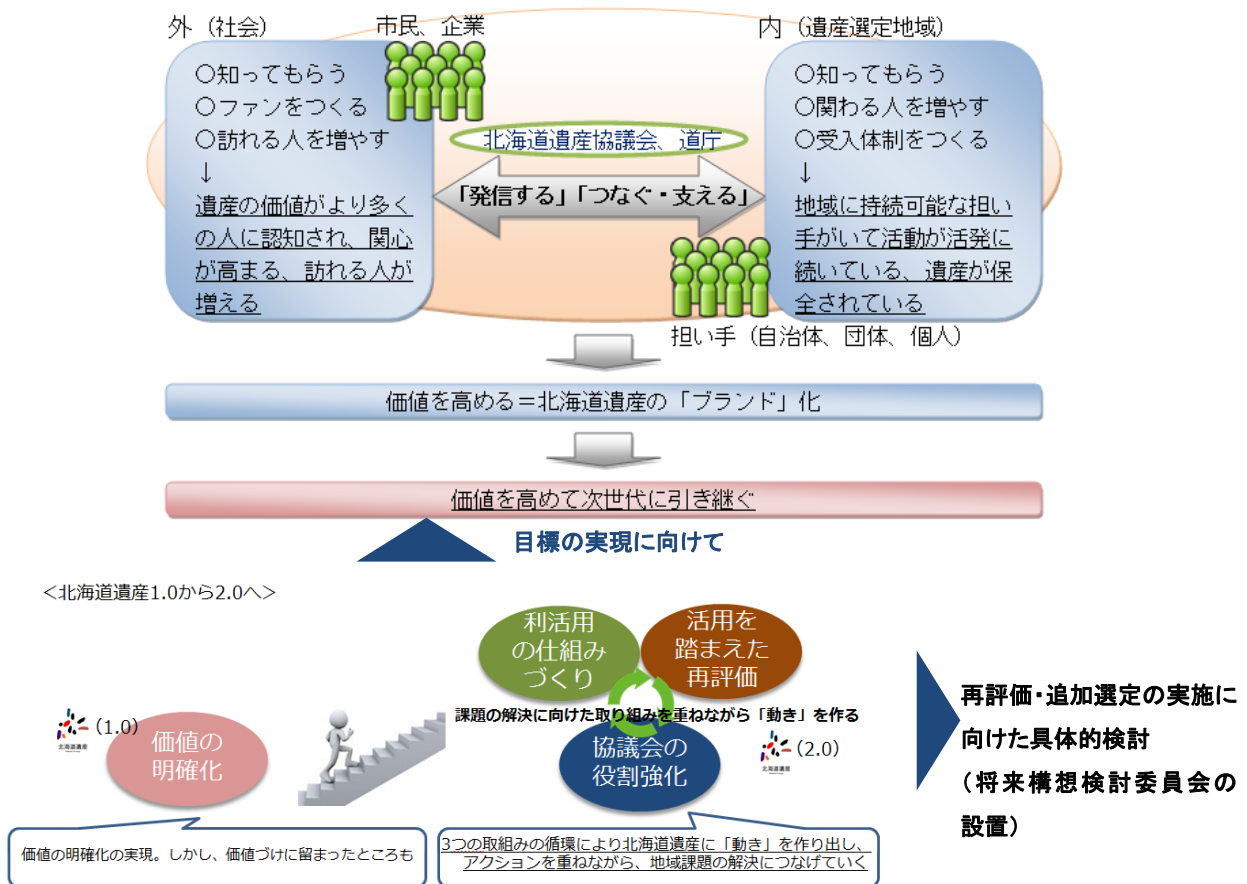 外（社会）
市民、企業
内（遺産選定地域）
○知ってもらう
○ファンをつくる
○訪れる人を増やす
↓
遺産の価値がより多く
の人に認知され、関心
が高まる、訪れる人が
増える
北海道遺産協議会、道庁
「発信する」「つなぐ・支える」
○知ってもらう
○関わる人を増やす
○受入体制をつくる
↓
地域に持続可能な担い
手がいて活動が活発に
続いている、遺産が保
全されている
担い手（自治体、団体、個人）
価値を高める＝北海道遺産の「ブランド」化
価値を高めて次世代に引き継ぐ
目標の実現に向けて
＜北海道遺産1.0から2.0へ＞
利活用
の仕組み
づくり
活用を
踏まえた
再評価
課題の解決に向けた取り組みを重ねながら「動き」を作る
協議会の
役割強化
北海道遺産
（1.0）
価値の
明確化
北海道遺産
（2.0）
価値の明確化の実現。しかし、価値づけに留まったところも
3つの取組みの循環により北海道遺産に「動き」を作り出し、
アクションを重ねながら、地域課題の解決につなげていく
再評価・追加選定の実施に
向けた具体的検討
（将来構想検討委員会の
設置）